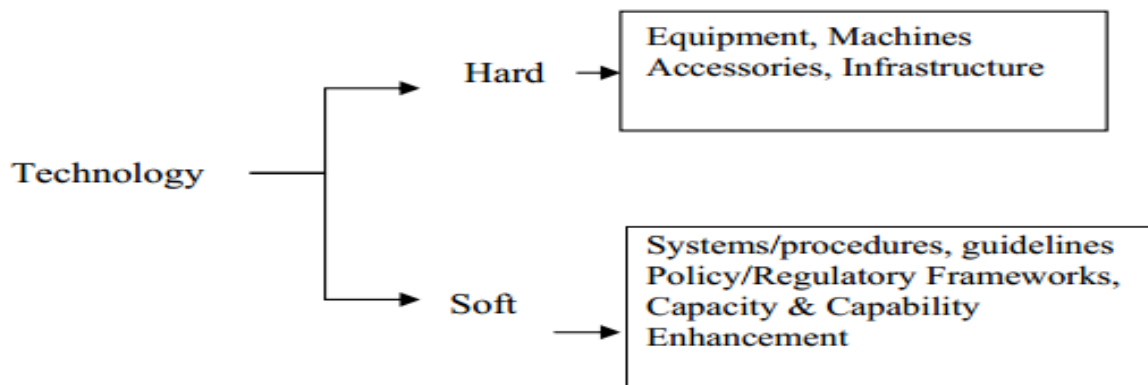 Equipment, Machines
Hard
Accessories, Infrastructure
Technology
Systems/procedures, guidelines
Policy/Regulatory Frameworks,
Soft
Capacity & Capability
Enhancement